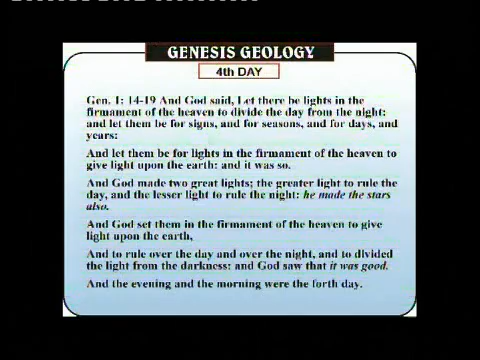 GENESIS GEOLOGY
4th DAY
Gen. 1: 14-19 And God said, Let there be lights in the
firmament of the heaven to divide the day from the night:
and let them be for signs, and for seasons, and for days, and
years:
And let them be for lights in the firmament of the heaven to
give light upon the earth: and it was so.
And God made two great lights; the greater light to rule the
day, and the lesser light to rule the night: he made the stars
also.
And God set them in the firmament of the heaven to give
light upon the earth,
And to rule over the day and over the night, and to divided
the light from the darkness: and God saw that it was good.
And the evening and the morning were the forth day.